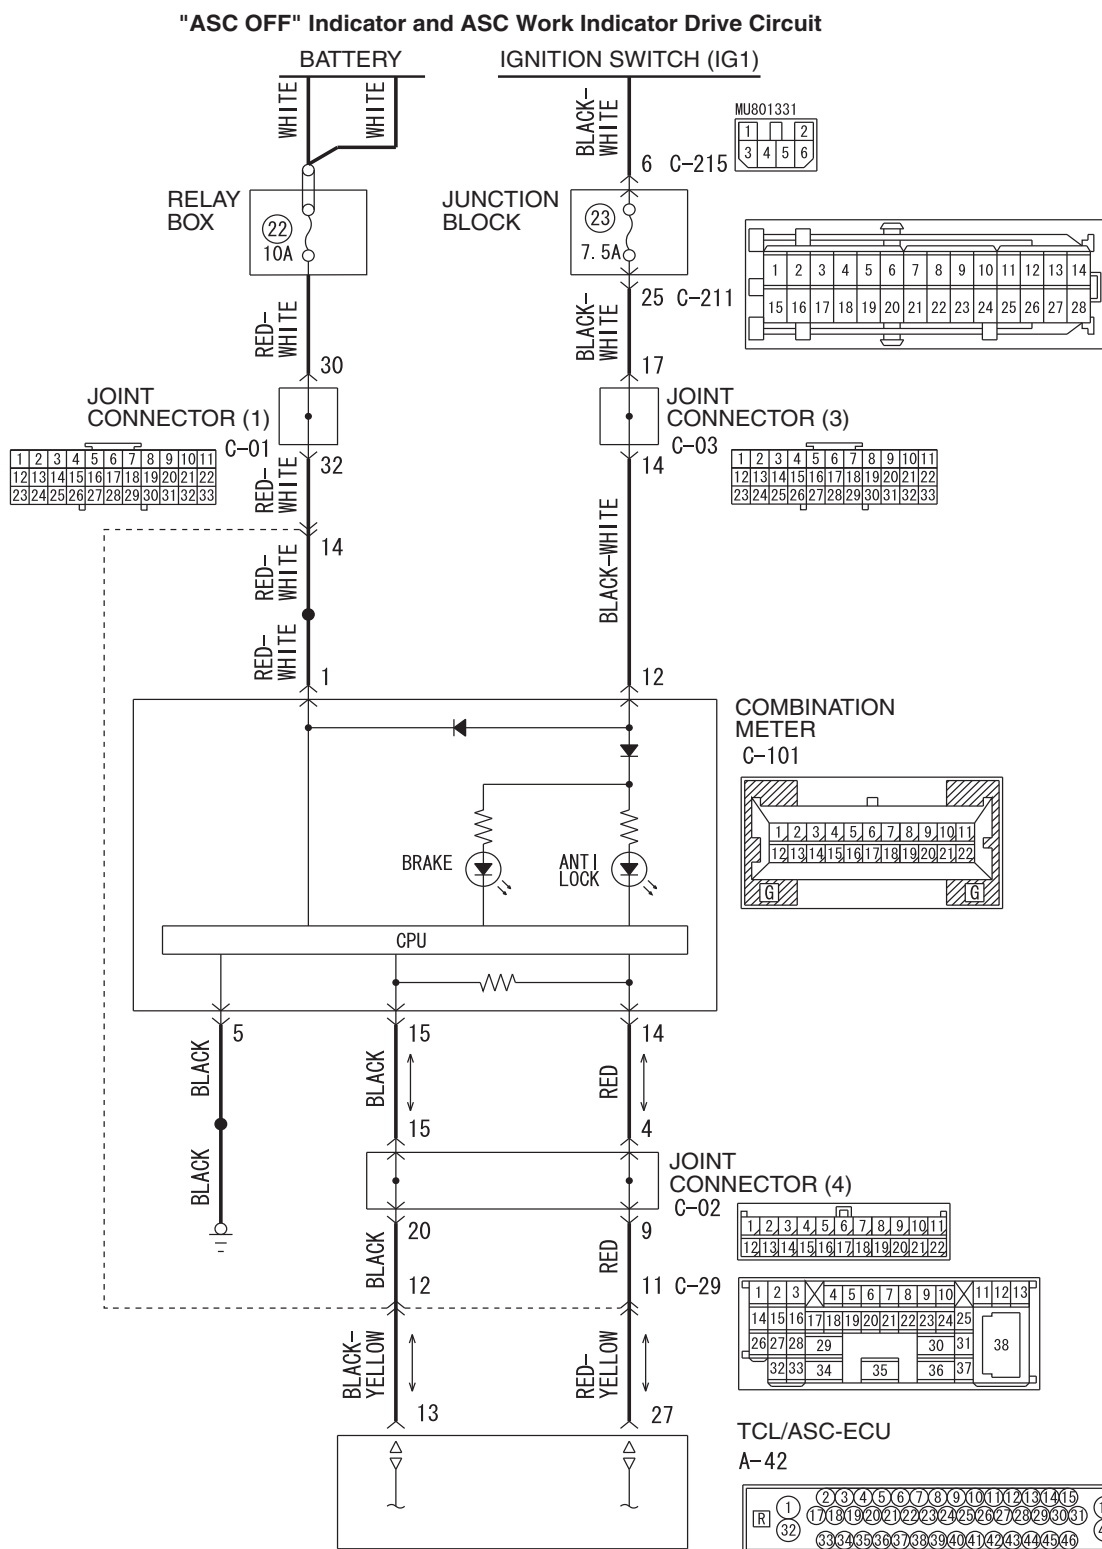 "ASC OFF" Indicator and ASC Work Indicator Drive Circuit
BATTERY
IGNITION SWITCH (IG1)
WHITE
WHITE
BLACK-
WHITE
MU801331
1 2
3 4 5 6
6 C-215
RELAY
BOX
22
10A
JUNCTION
BLOCK
23
7.5A
25 C-211
1 2 3 4 5 6 7 8 9 10 11 12 13 14
15 16 17 18 19 20 21 22 23 24 25 26 27 28
RED-
WHITE
BLACK-
WHITE
30
17
JOINT
CONNECTOR (1)
C-01
1 2 3 4 5 6 7 8 9 10 11
12 13 14 15 16 17 18 19 20 21 22
23 24 25 26 27 28 29 30 31 32 33
JOINT
CONNECTOR (3)
C-03
1 2 3 4 5 6 7 8 9 10 11
12 13 14 15 16 17 18 19 20 21 22
23 24 25 26 27 28 29 30 31 32 33
32
14
RED-
WHITE
14
RED-
WHITE
BLACK-WHITE
RED-
WHITE
1
12
COMBINATION
METER
C-101
1 2 3 4 5 6 7 8 9 10 11
12 13 14 15 16 17 18 19 20 21 22
G G
BRAKE
ANTI
LOCK
CPU
5
15
14
BLACK
BLACK
RED
15
4
BLACK
JOINT
CONNECTOR (4)
C-02
1 2 3 4 5 6 7 8 9 10 11
12 13 14 15 16 17 18 19 20 21 22
20
9
BLACK
RED
12
11 C-29
1 2 3 4 5 6 7 8 9 10 11 12 13
14 15 16 17 18 19 20 21 22 23 24 25
26 27 28 29 30 31 38
32 33 34 35 36 37
BLACK-
YELLOW
RED-
YELLOW
13
27
TCL/ASC-ECU
A-42
R 1 2 3 4 5 6 7 8 9 10 11 12 13 14 15
17 18 19 20 21 22 23 24 25 26 27 28 29 30 31
32 33 34 35 36 37 38 39 40 41 42 43 44 45 46